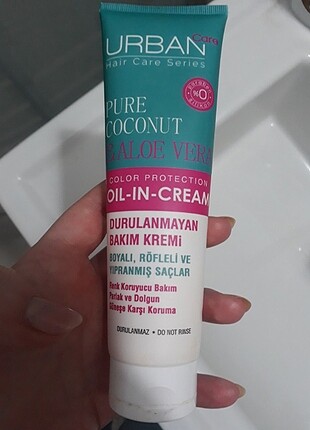 URBAN Care
Hair Care Series
%0
PURE
COCONUT
& ALOE VERA
COLOR PROTECTION
OIL-IN-CREAM
DURULANMAYAN
BAKIM KREMİ
BOYALI, RÖFLELİ VE
YIPRANMIŞ SAÇLAR
Renk Koruyucu Bakım
Parlak ve Dolgun
Güneşe Karşı Koruma
DURULANMAZ • DO NOT RINSE